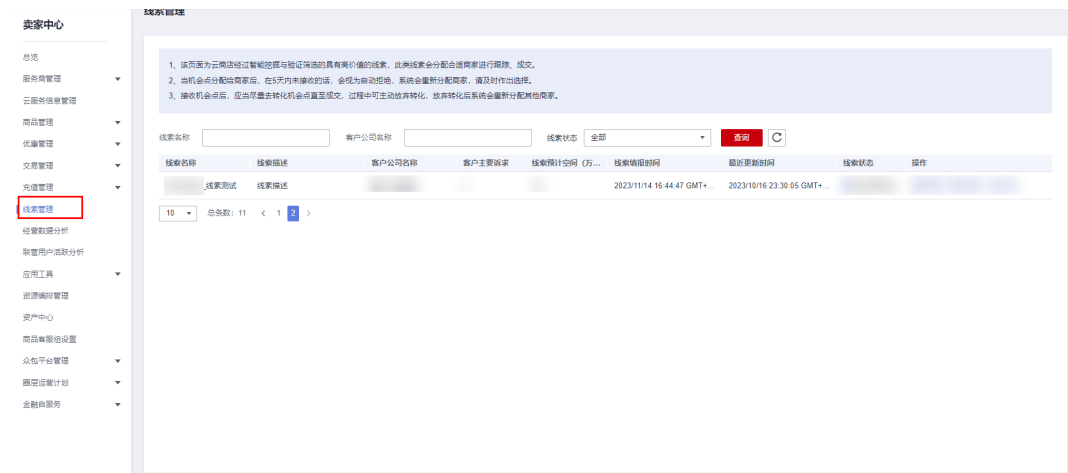 卖家中心
总览
服务商管理
云服务信息管理
商品管理
优惠管理
交易管理
充值管理
线索管理
经营数据分析
联营用户活跃分析
应用工具
资源编排管理
资产中心
商品客服组设置
众包平台管理
圈层运营计划
金融自服务
线索管理
1、该页面为云商店经过智能挖掘与验证筛选的具有高价值的线索，此类线索会分配合适商家进行跟踪、成交。
2、当机会点分配给商家后，在5天内未接收的话，会视为自动拒绝，系统会重新分配商家，请及时作出选择。
3、接收机会点后，应当尽量去转化机会点直至成交，过程中可主动放弃转化，放弃转化后系统会重新分配其他商家。
线索名称 客户公司名称 线索状态 全部 查询
线索名称 线索描述 客户公司名称 客户主要诉求 线索预计空间（万... 线索填报时间 最近更新时间 线索状态 操作
_线索测试 线索描述 2023/11/14 16:44:47 GMT+... 2023/10/16 23:30:05 GMT+...
10 总条数：11 < 1 2 >